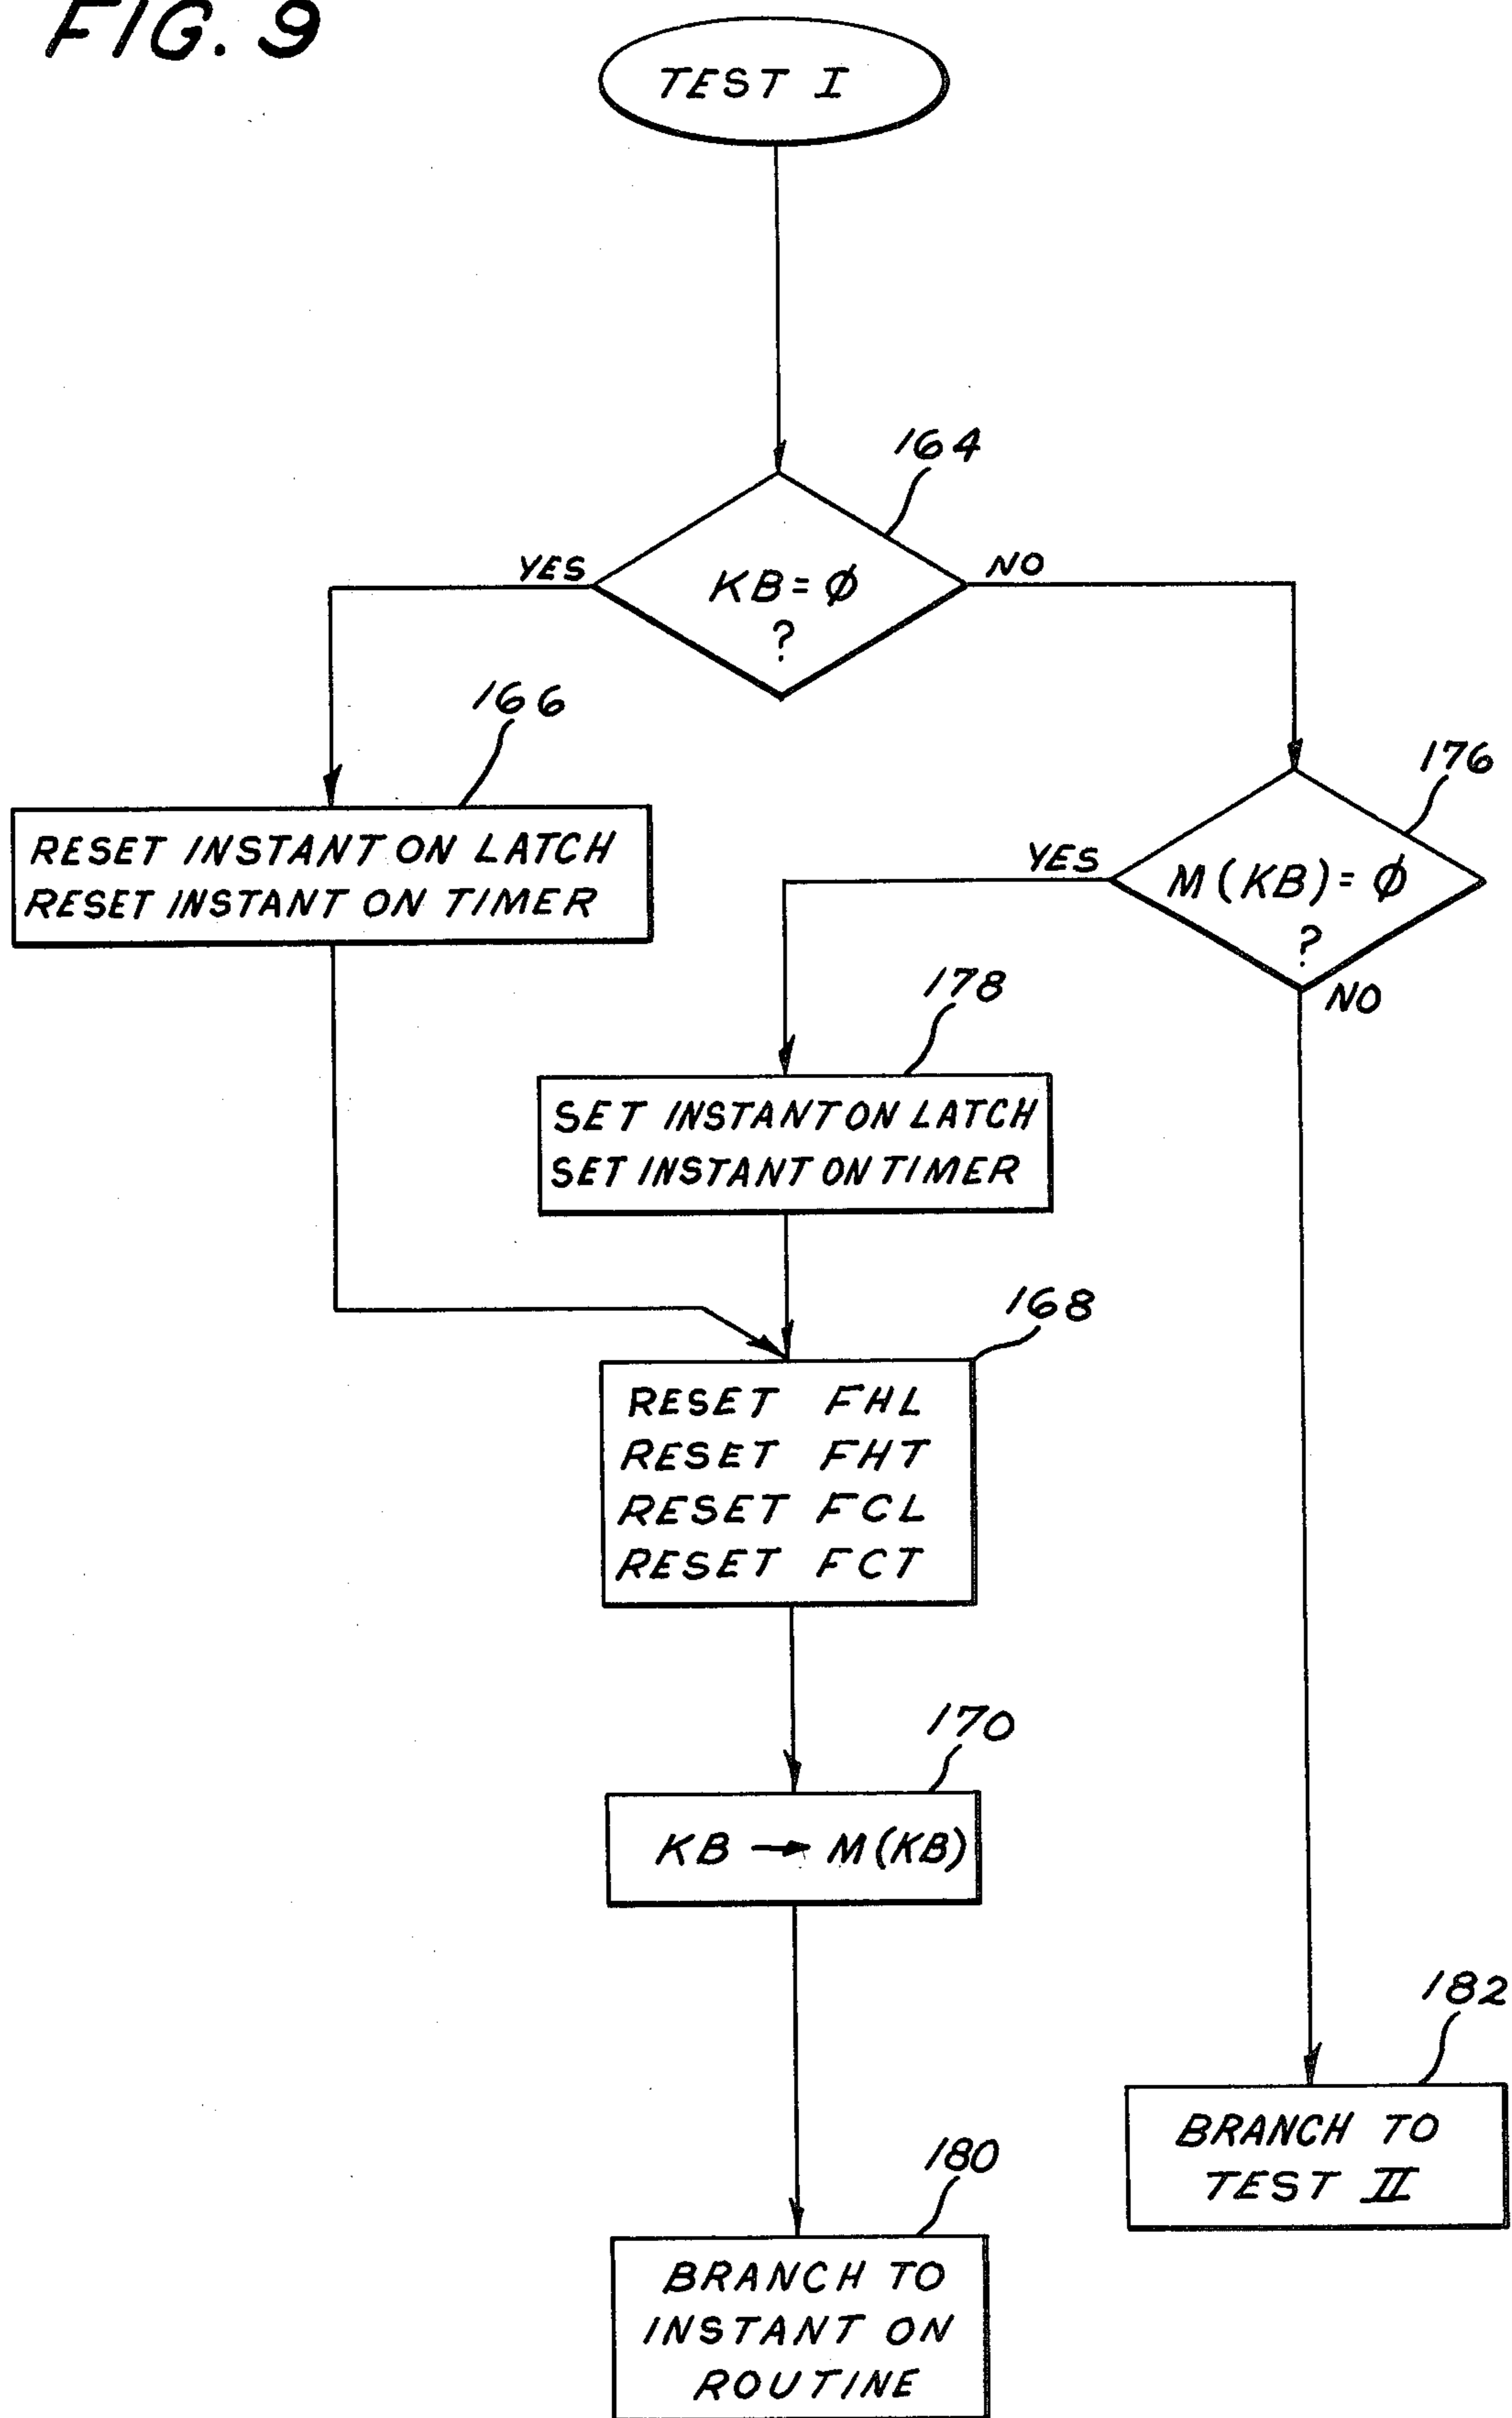 FIG. 9
TEST I
164
YES
KB = ϕ
?
NO
166
RESET INSTANT ON LATCH
RESET INSTANT ON TIMER
176
YES
M(KB) = ϕ
?
NO
178
SET INSTANT ON LATCH
SET INSTANT ON TIMER
168
RESET FHL
RESET FHT
RESET FCL
RESET FCT
170
KB → M(KB)
182
BRANCH TO
TEST II
180
BRANCH TO
INSTANT ON
ROUTINE